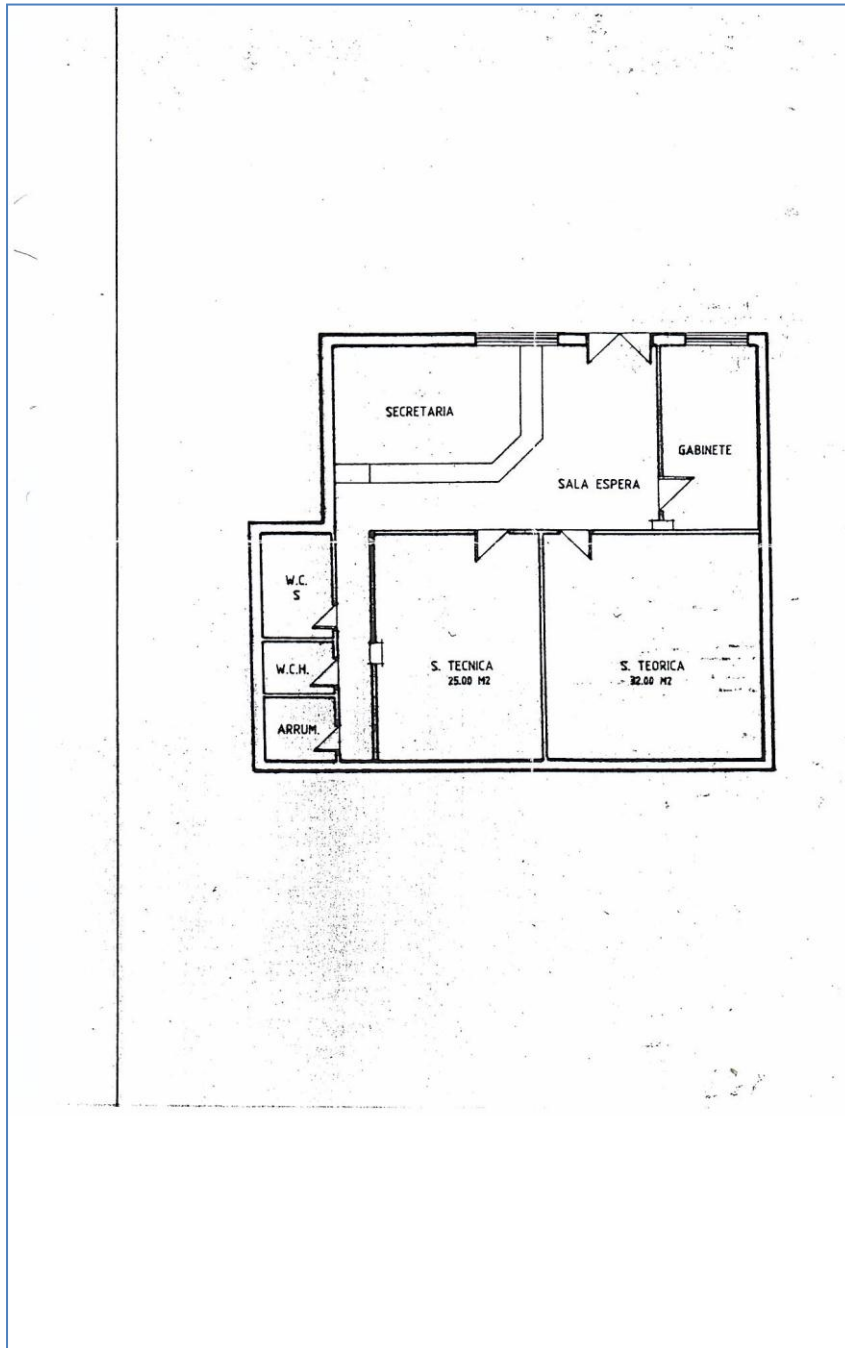 SECRETARIA
GABINETE
SALA ESPERA
W.C.
S
W.C.H.
ARRUM.
S. TECNICA
25.00 M2
S. TEORICA
32.00 M2